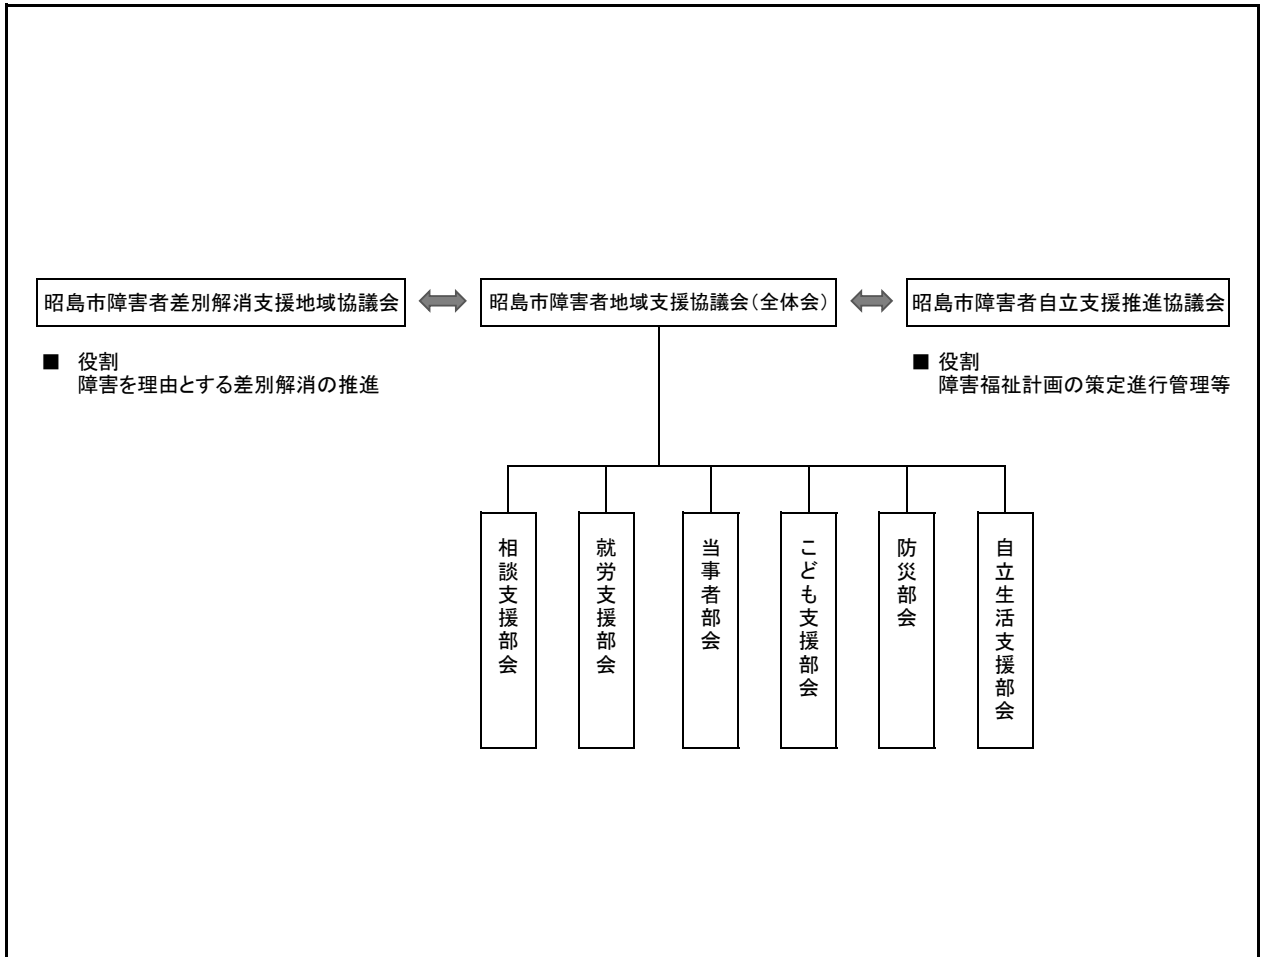 昭島市障害者差別解消支援地域協議会
昭島市障害者地域支援協議会（全体会）
昭島市障害者自立支援推進協議会
■ 役割
障害を理由とする差別解消の推進
■ 役割
障害福祉計画の策定進行管理等
相談支援部会
就労支援部会
当事者部会
こども支援部会
防災部会
自立生活支援部会